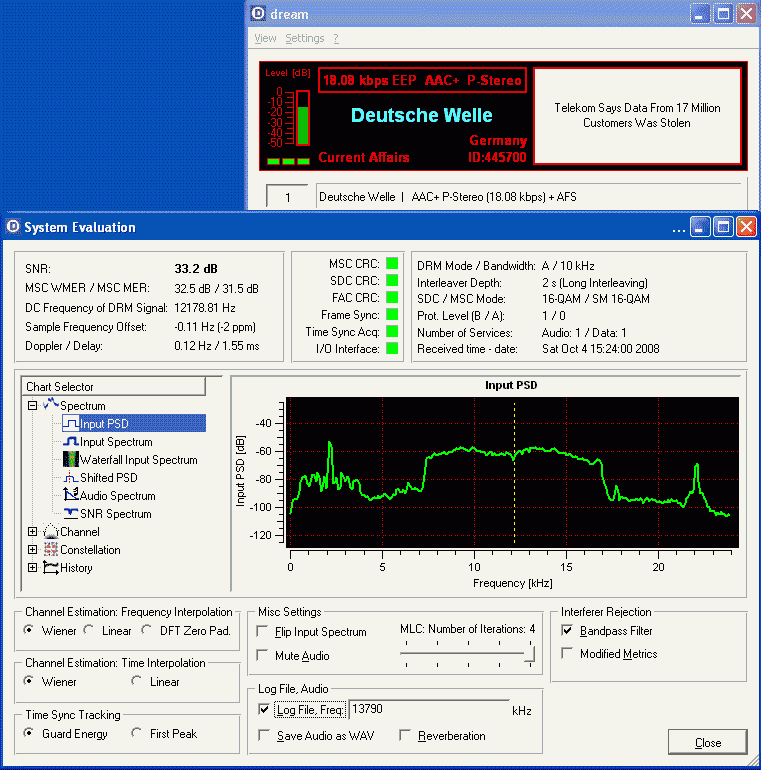 dream
View Settings ?
Level [dB]
0
-10
-20
-30
-40
-50
18.08 kbps EEP AAC+ P-Stereo
Deutsche Welle
Germany
Current Affairs ID:445700
Telekom Says Data From 17 Million
Customers Was Stolen
1 Deutsche Welle | AAC+ P-Stereo (18.08 kbps) + AFS
System Evaluation
SNR: 33.2 dB
MSC WMER / MSC MER: 32.5 dB / 31.5 dB
DC Frequency of DRM Signal: 12178.81 Hz
Sample Frequency Offset: -0.11 Hz (-2 ppm)
Doppler / Delay: 0.12 Hz / 1.55 ms
MSC CRC:
SDC CRC:
FAC CRC:
Frame Sync:
Time Sync Acq:
I/O Interface:
DRM Mode / Bandwidth: A / 10 kHz
Interleaver Depth: 2 s (Long Interleaving)
SDC / MSC Mode: 16-QAM / SM 16-QAM
Prot. Level (B / A): 1 / 0
Number of Services: Audio: 1 / Data: 1
Received time - date: Sat Oct 4 15:24:00 2008
Chart Selector
Spectrum
Input PSD
Input Spectrum
Waterfall Input Spectrum
Shifted PSD
Audio Spectrum
SNR Spectrum
Channel
Constellation
History
Input PSD
Input PSD [dB]
-40
-60
-80
-100
-120
0 5 10 15 20
Frequency [kHz]
Channel Estimation: Frequency Interpolation
Wiener Linear DFT Zero Pad.
Channel Estimation: Time Interpolation
Wiener Linear
Time Sync Tracking
Guard Energy First Peak
Misc Settings
Flip Input Spectrum
Mute Audio
MLC: Number of Iterations: 4
Log File, Audio
Log File, Freq: 13790 kHz
Save Audio as WAV Reverberation
Interferer Rejection
Bandpass Filter
Modified Metrics
Close